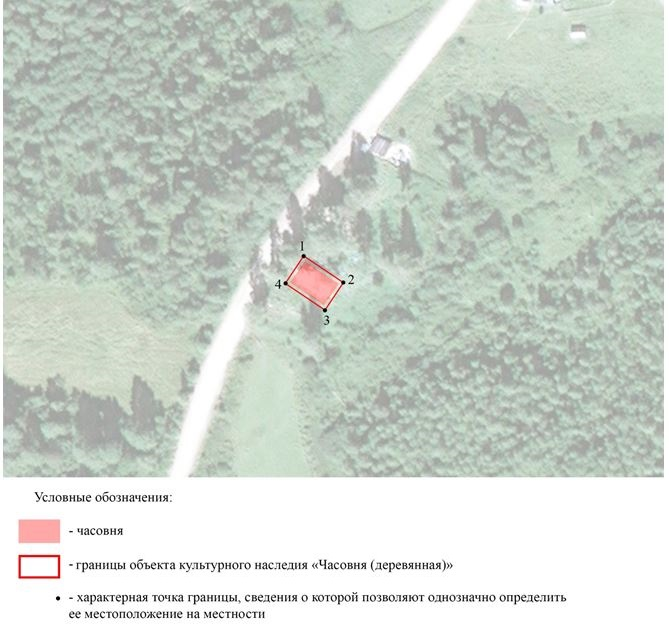 1
2
4
3
Условные обозначения:
- часовня
- границы объекта культурного наследия «Часовня (деревянная)»
- характерная точка границы, сведения о которой позволяют однозначно определить
ее местоположение на местности